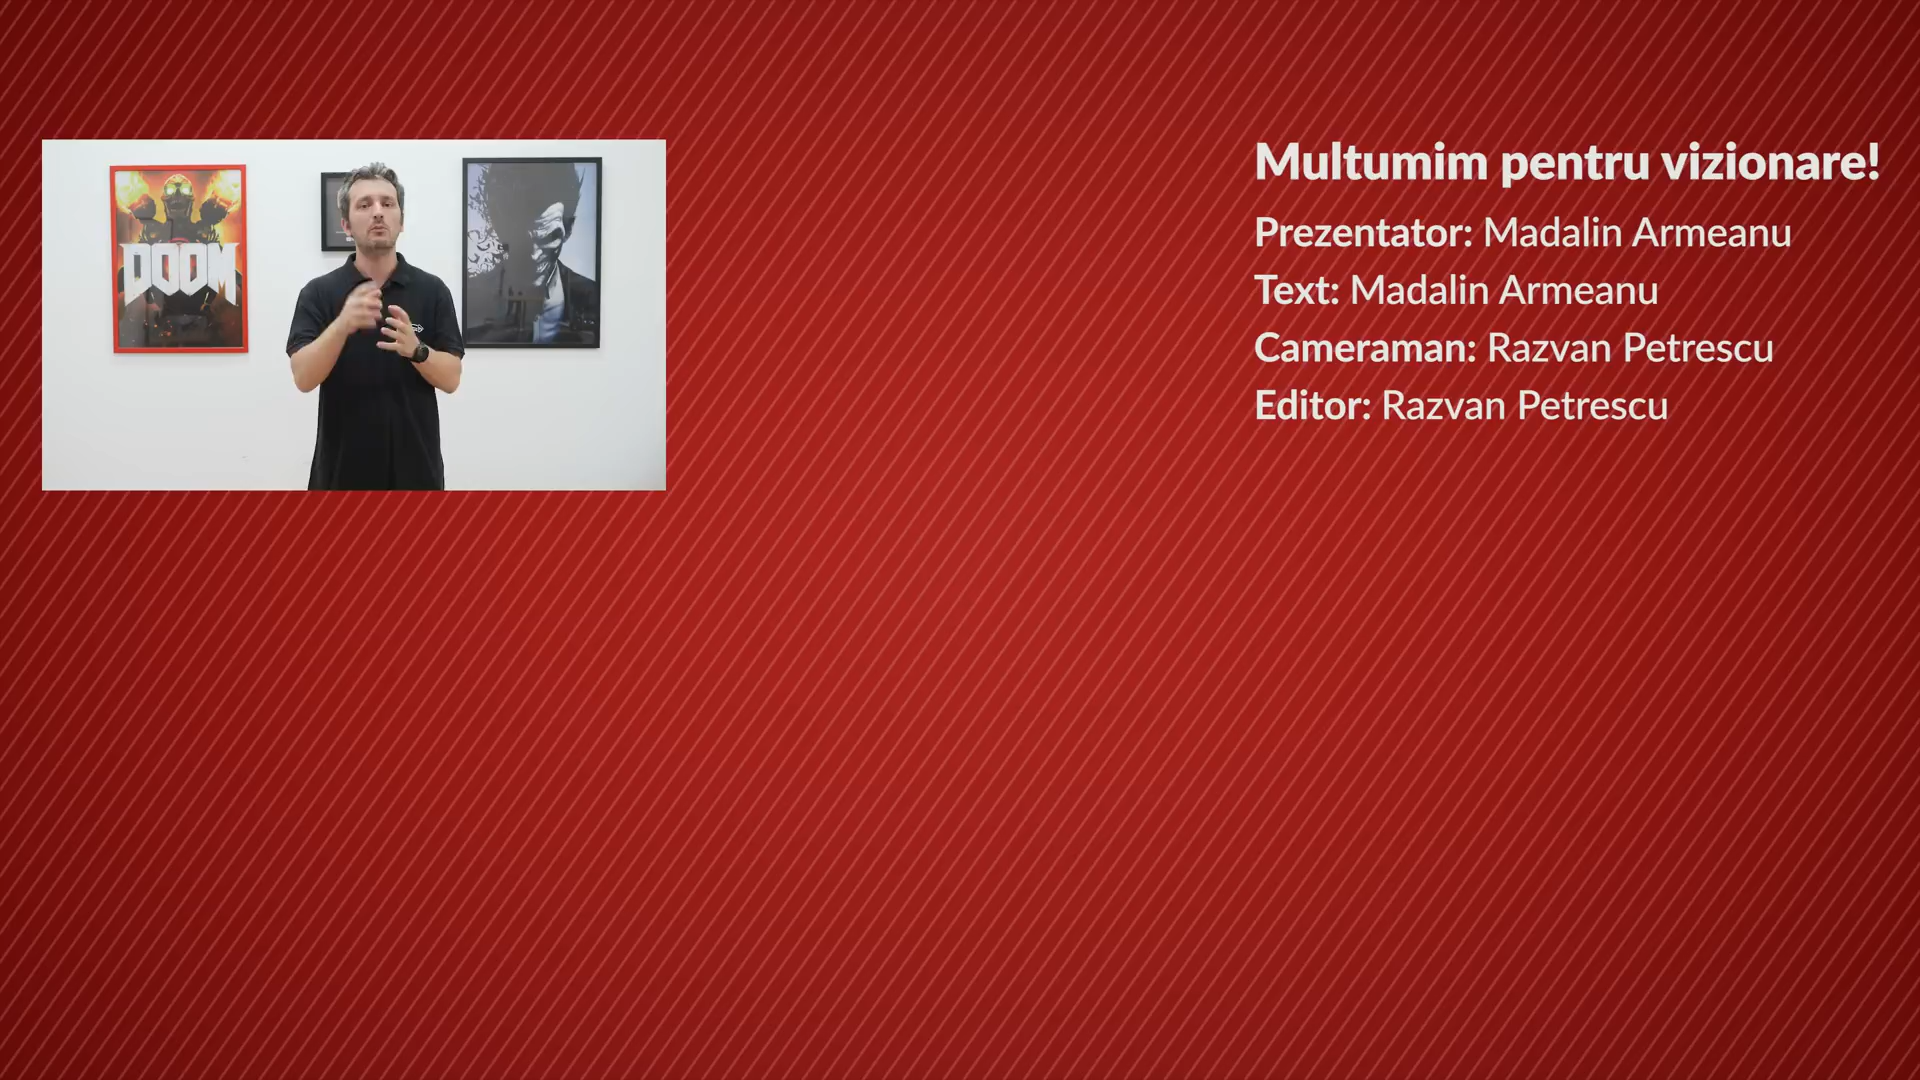 DOOM
Multumim pentru vizionare!
Prezentator: Madalin Armeanu
Text: Madalin Armeanu
Cameraman: Razvan Petrescu
Editor: Razvan Petrescu